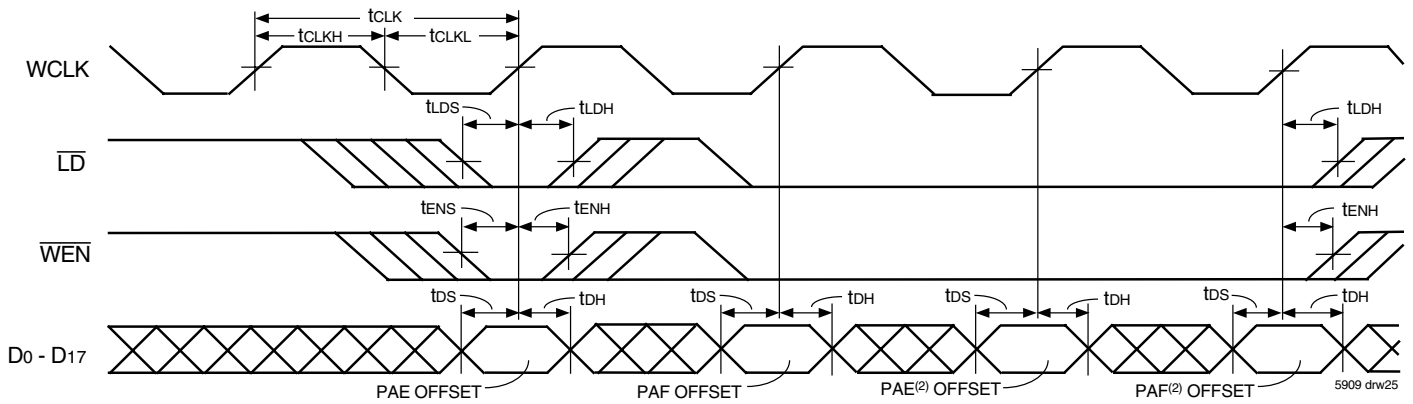 tCLK
tCLKH tCLKL
WCLK
tLDS tLDH tLDH
LD
tENS tENH tENH
WEN
tDS tDH tDS tDH tDS tDH tDS tDH
D0 - D17
PAE OFFSET PAF OFFSET PAE(2) OFFSET PAF(2) OFFSET
5909 drw25